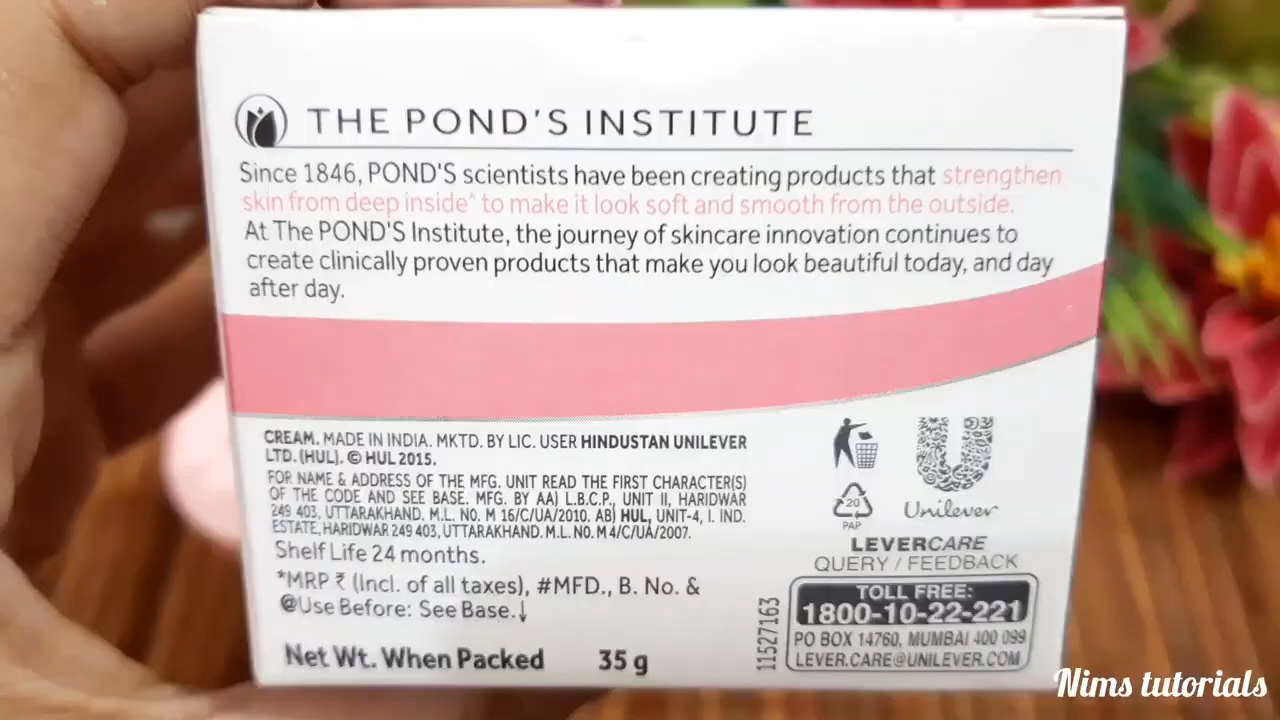 THE POND'S INSTITUTE
Since 1846, POND'S scientists have been creating products that strengthen
skin from deep inside^ to make it look soft and smooth from the outside.
At The POND'S Institute, the journey of skincare innovation continues to
create clinically proven products that make you look beautiful today, and day
after day.
CREAM. MADE IN INDIA. MKTD. BY LIC. USER HINDUSTAN UNILEVER
LTD. (HUL). © HUL 2015.
FOR NAME & ADDRESS OF THE MFG. UNIT READ THE FIRST CHARACTER(S)
OF THE CODE AND SEE BASE. MFG. BY AA) L.B.C.P., UNIT II, HARIDWAR
249 403, UTTARAKHAND. M.L. NO. M 16/C/UA/2010. AB) HUL, UNIT-4, I. IND.
ESTATE, HARIDWAR 249 403, UTTARAKHAND. M.L. NO. M 4/C/UA/2007.
Shelf Life 24 months.
*MRP ₹ (Incl. of all taxes), #MFD., B. No. &
@Use Before: See Base.↓
Net Wt. When Packed 35 g
20
PAP
Unilever
LEVERCARE
QUERY / FEEDBACK
TOLL FREE:
1800-10-22-221
PO BOX 14760, MUMBAI 400 099
LEVER.CARE@UNILEVER.COM
11527163
Nims tutorials